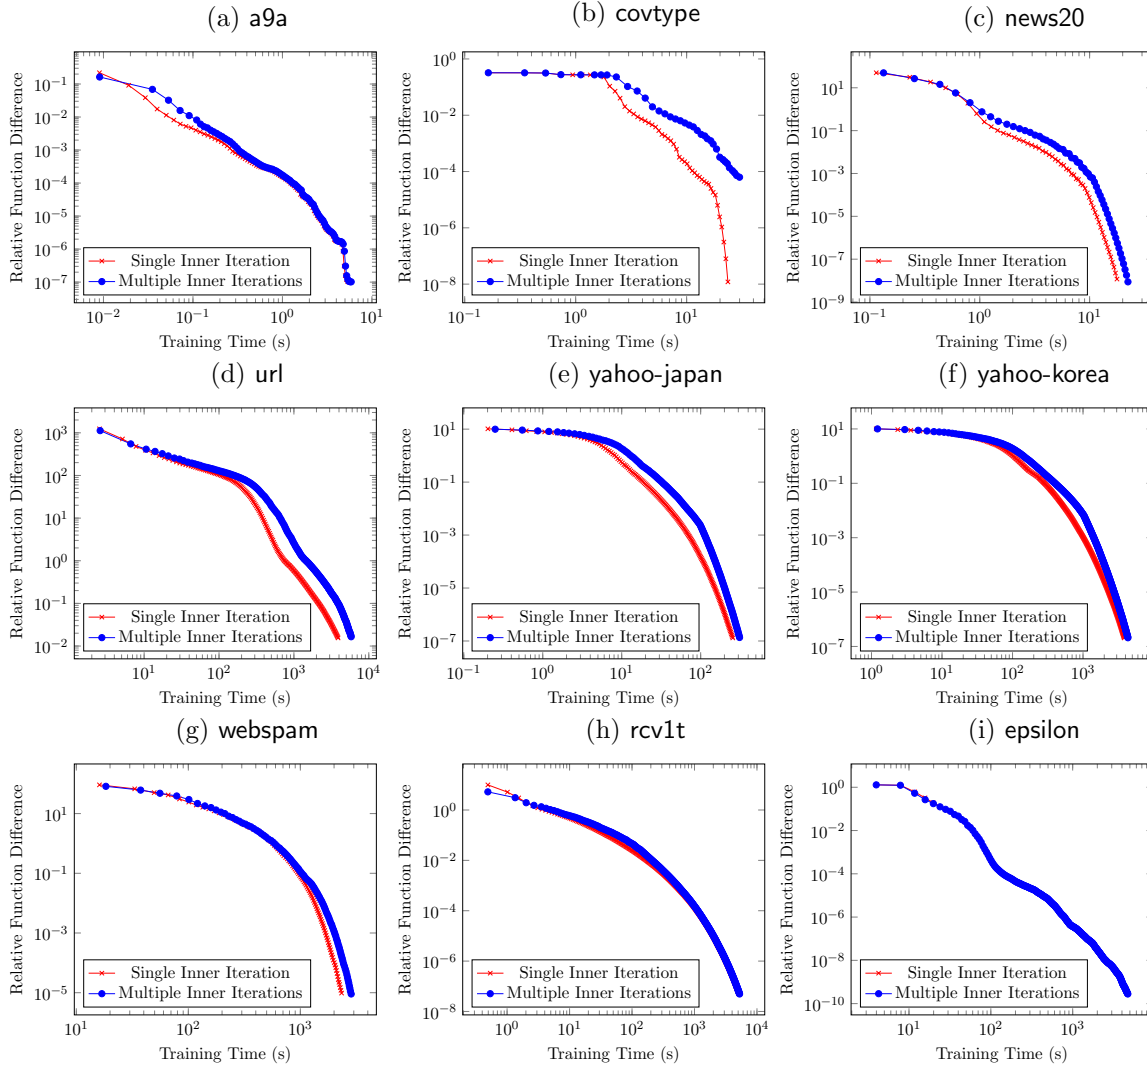 (a) a9a
(b) covtype
(c) news20
10^-1
10^-2
10^-3
10^-4
10^-5
10^-6
10^-7
Relative Function Difference
Single Inner Iteration
Multiple Inner Iterations
10^-2 10^-1 10^0 10^1
Training Time (s)
10^0
10^-2
10^-4
10^-6
10^-8
Relative Function Difference
Single Inner Iteration
Multiple Inner Iterations
10^-1 10^0 10^1
Training Time (s)
10^1
10^-1
10^-3
10^-5
10^-7
10^-9
Relative Function Difference
Single Inner Iteration
Multiple Inner Iterations
10^-1 10^0 10^1
Training Time (s)
(d) url
(e) yahoo-japan
(f) yahoo-korea
10^3
10^2
10^1
10^0
10^-1
10^-2
Relative Function Difference
Single Inner Iteration
Multiple Inner Iterations
10^1 10^2 10^3 10^4
Training Time (s)
10^1
10^-1
10^-3
10^-5
10^-7
Relative Function Difference
Single Inner Iteration
Multiple Inner Iterations
10^-1 10^0 10^1 10^2
Training Time (s)
10^1
10^-1
10^-3
10^-5
10^-7
Relative Function Difference
Single Inner Iteration
Multiple Inner Iterations
10^0 10^1 10^2 10^3 10^4
Training Time (s)
(g) webspam
(h) rcv1t
(i) epsilon
10^1
10^-1
10^-3
10^-5
Relative Function Difference
Single Inner Iteration
Multiple Inner Iterations
10^1 10^2 10^3
Training Time (s)
10^0
10^-2
10^-4
10^-6
10^-8
Relative Function Difference
Single Inner Iteration
Multiple Inner Iterations
10^0 10^1 10^2 10^3 10^4
Training Time (s)
10^0
10^-2
10^-4
10^-6
10^-8
10^-10
Relative Function Difference
Single Inner Iteration
Multiple Inner Iterations
10^1 10^2 10^3
Training Time (s)